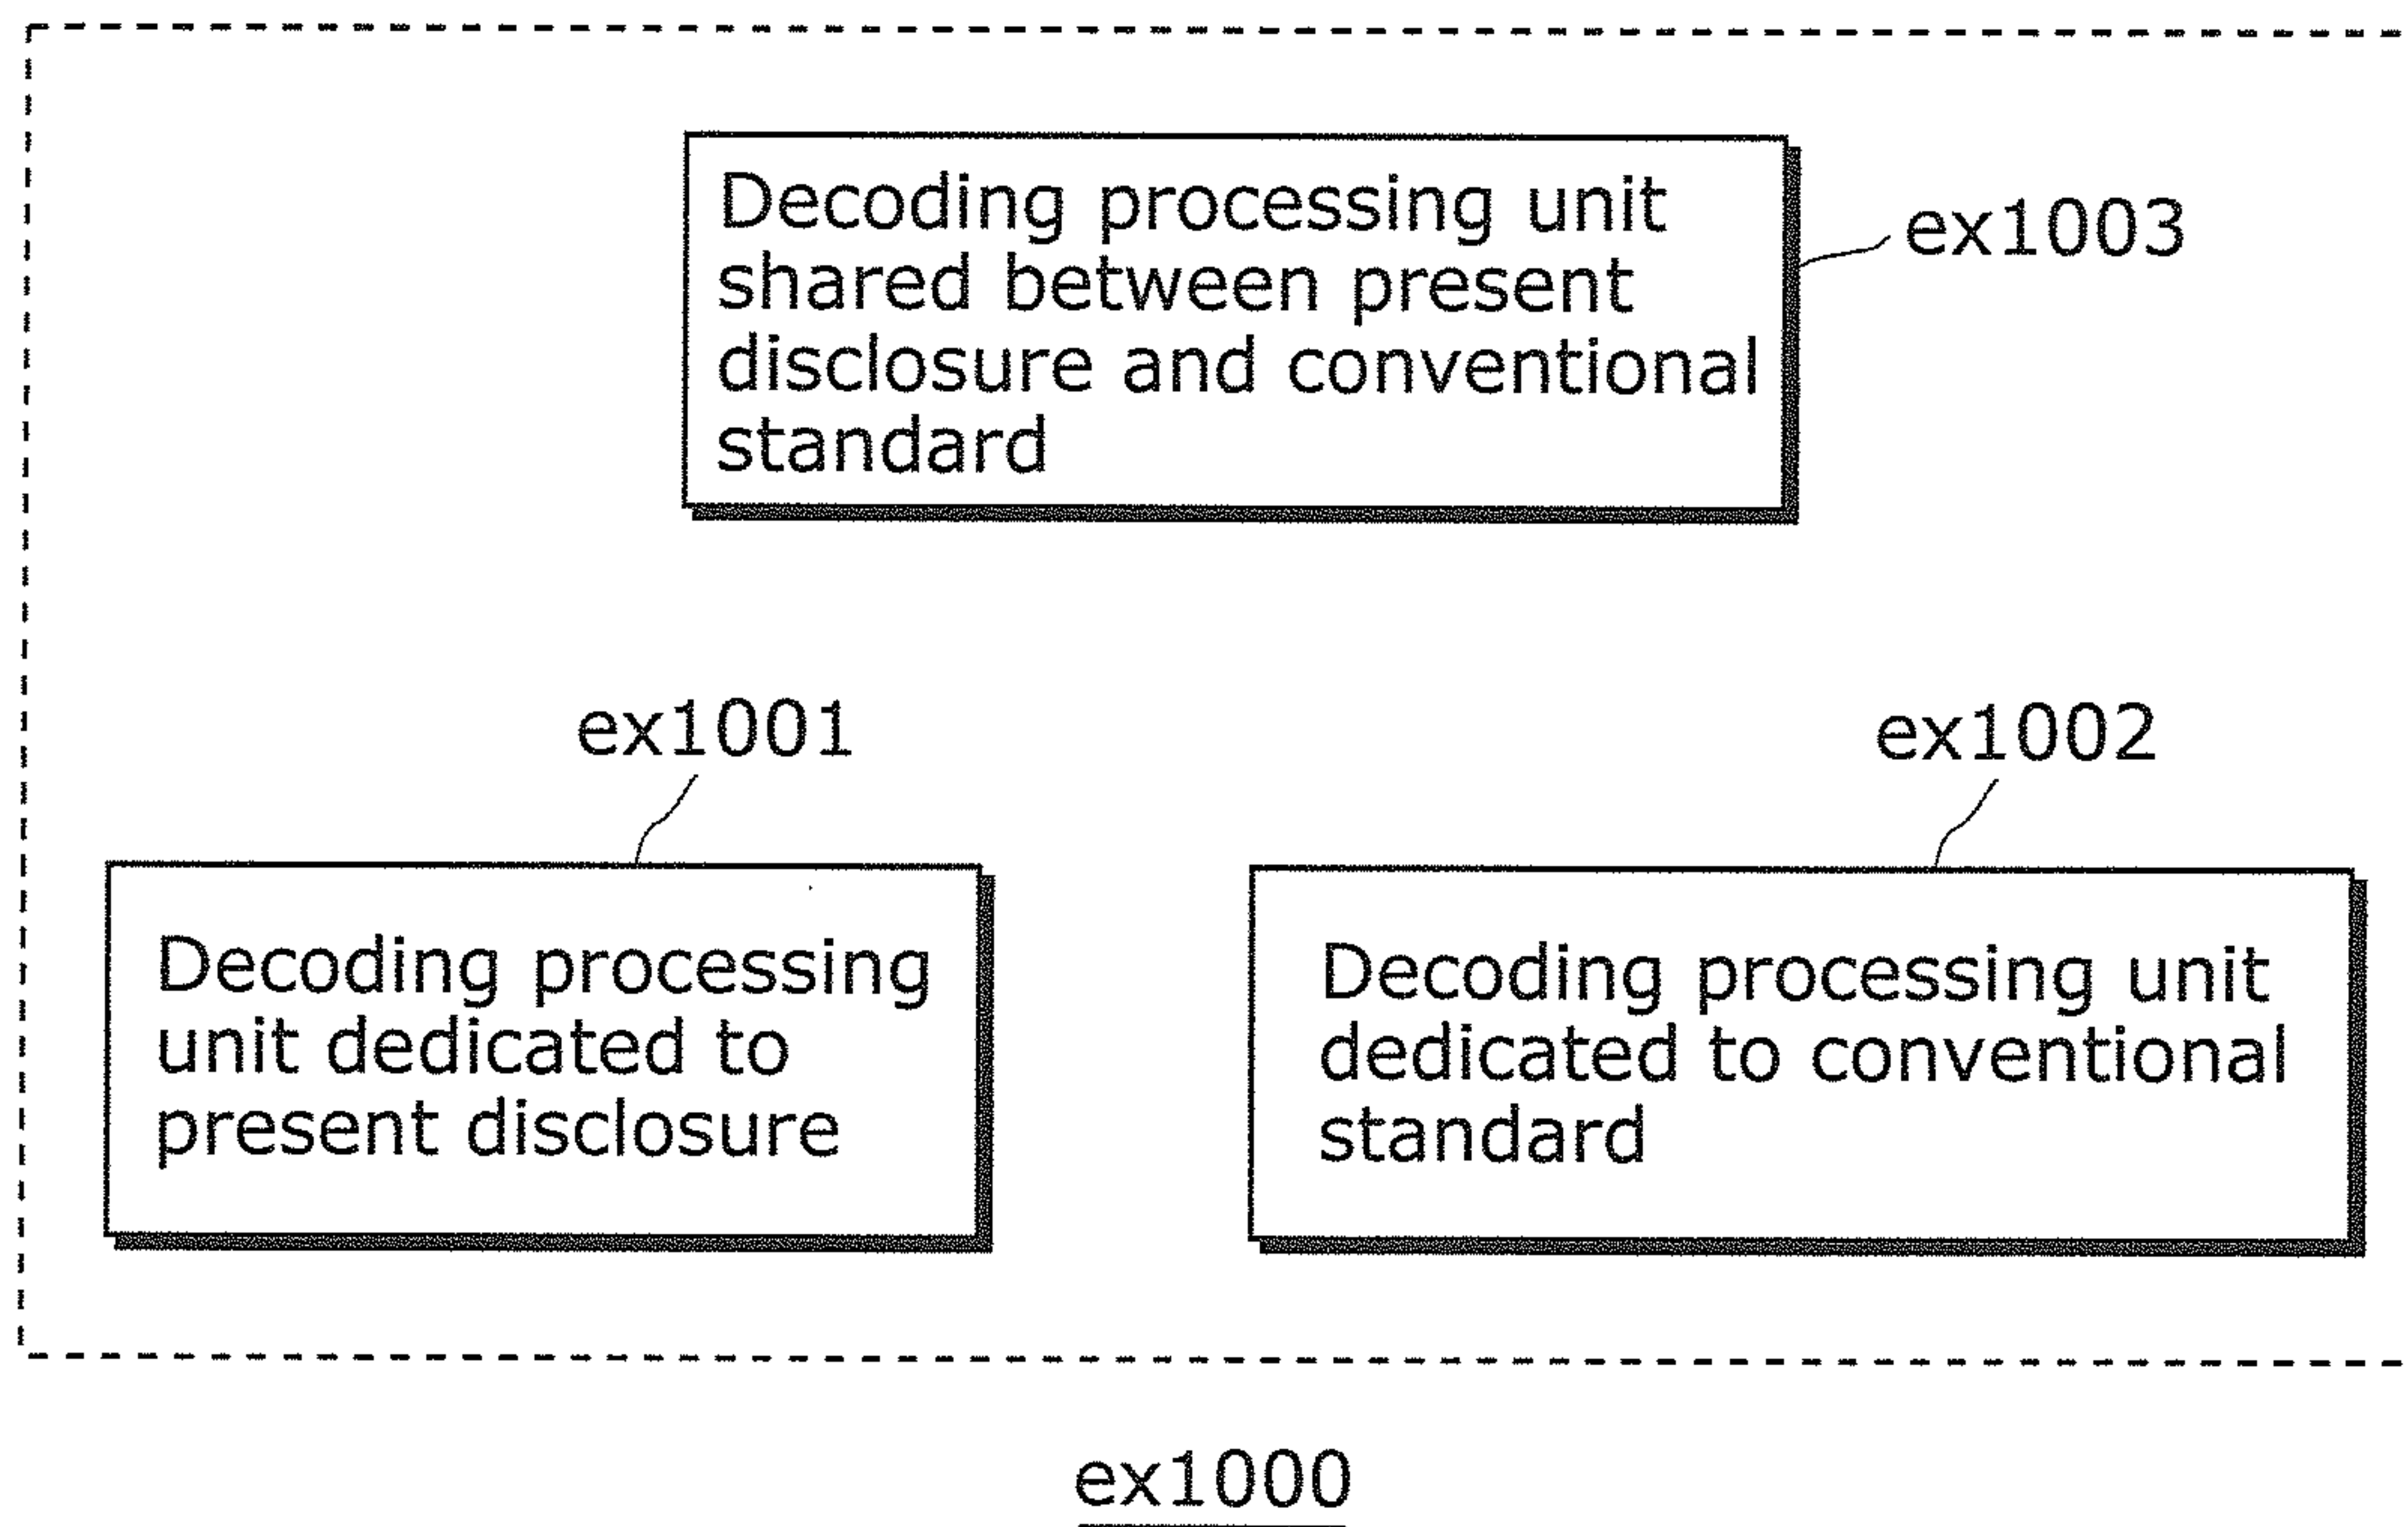 Decoding processing unit
shared between present
disclosure and conventional
standard
ex1003
ex1001
ex1002
Decoding processing
unit dedicated to
present disclosure
Decoding processing unit
dedicated to conventional
standard
ex1000